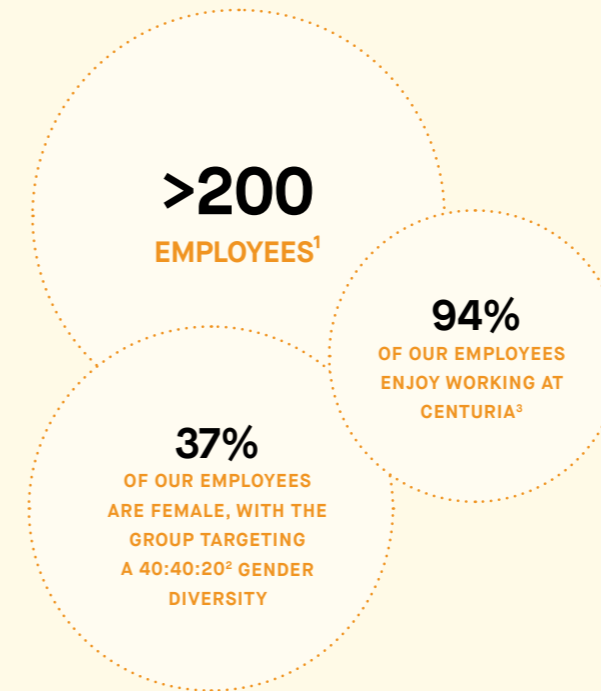 >200
EMPLOYEES¹
94%
OF OUR EMPLOYEES
ENJOY WORKING AT
CENTURIA³
37%
OF OUR EMPLOYEES
ARE FEMALE, WITH THE
GROUP TARGETING
A 40:40:20² GENDER
DIVERSITY